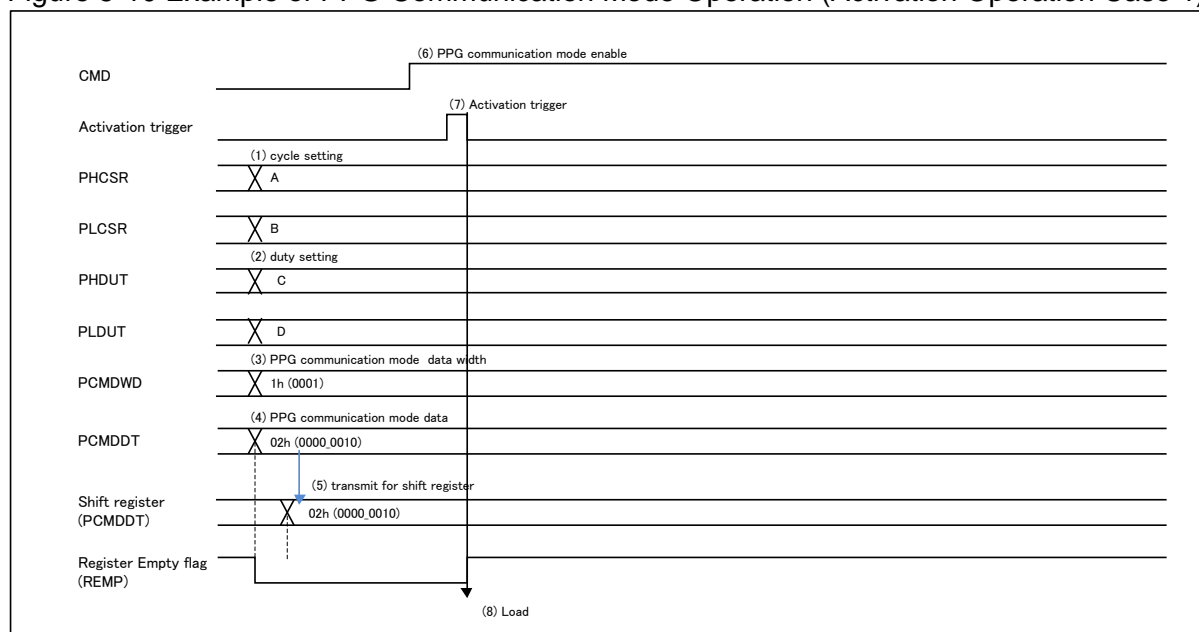 Figure 5-10 Example of PPG Communication Mode Operation (Activation Operation Case 1)
(6) PPG communication mode enable
CMD
(7) Activation trigger
Activation trigger
(1) cycle setting
PHCSR
A
PLCSR
B
(2) duty setting
PHDUT
C
PLDUT
D
(3) PPG communication mode data width
PCMDWD
1h (0001)
(4) PPG communication mode data
PCMDDT
02h (0000_0010)
(5) transmit for shift register
Shift register
(PCMDDT)
02h (0000_0010)
Register Empty flag
(REMP)
(8) Load